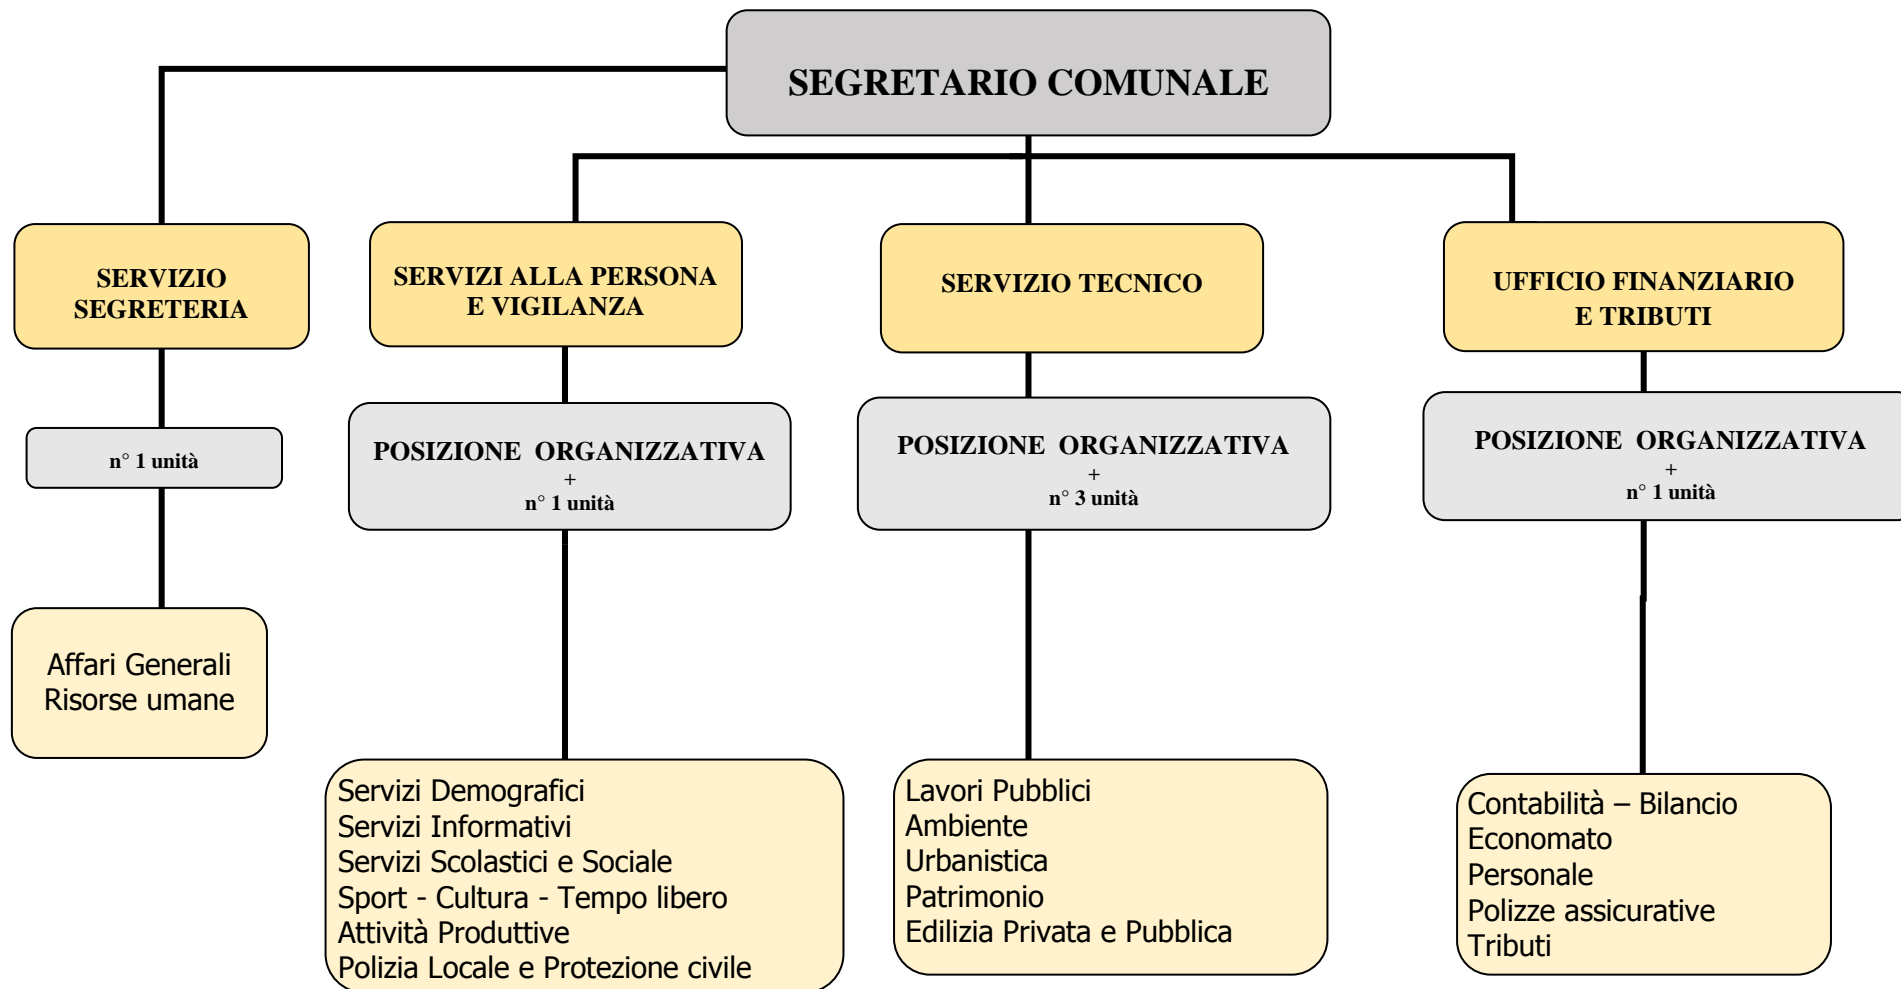 SEGRETARIO COMUNALE
SERVIZIO
SEGRETERIA
SERVIZI ALLA PERSONA
E VIGILANZA
SERVIZIO TECNICO
UFFICIO FINANZIARIO
E TRIBUTI
n° 1 unità
POSIZIONE ORGANIZZATIVA
+
n° 1 unità
POSIZIONE ORGANIZZATIVA
+
n° 3 unità
POSIZIONE ORGANIZZATIVA
+
n° 1 unità
Affari Generali
Risorse umane
Servizi Demografici
Servizi Informativi
Servizi Scolastici e Sociale
Sport - Cultura - Tempo libero
Attività Produttive
Polizia Locale e Protezione civile
Lavori Pubblici
Ambiente
Urbanistica
Patrimonio
Edilizia Privata e Pubblica
Contabilità – Bilancio
Economato
Personale
Polizze assicurative
Tributi